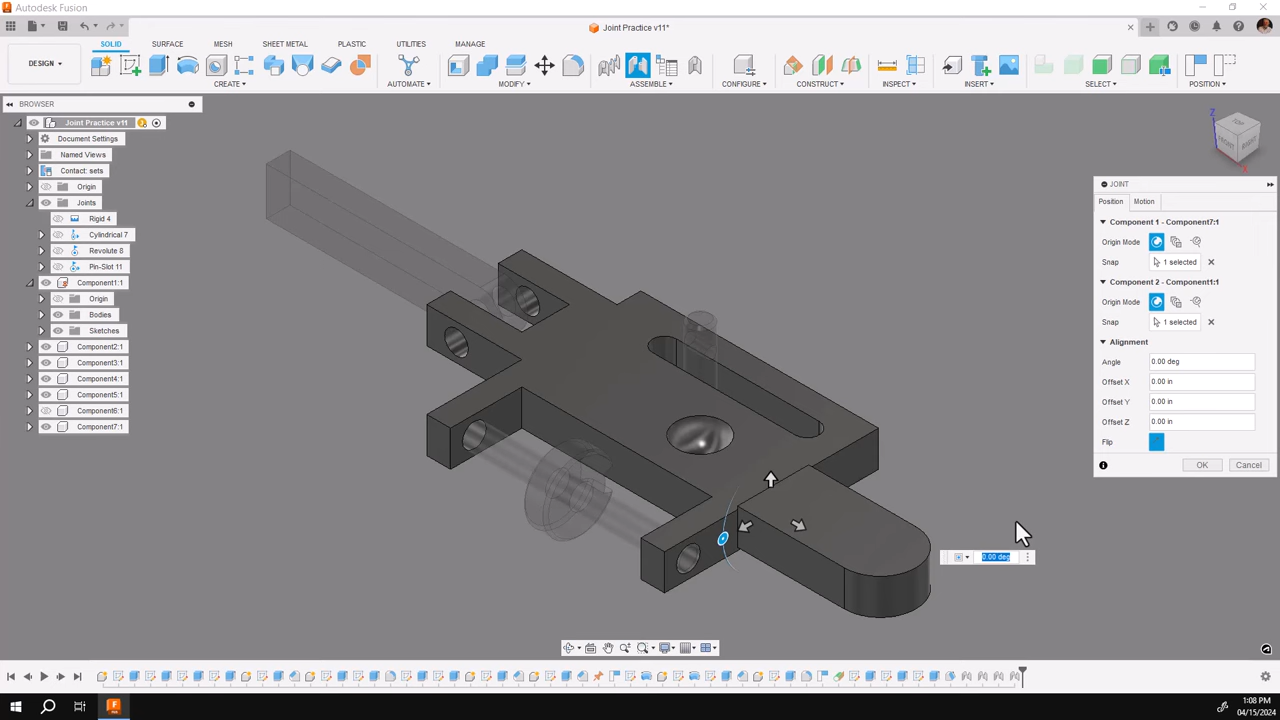 Autodesk Fusion
Joint Practice v11*
SOLID SURFACE MESH SHEET METAL PLASTIC UTILITIES MANAGE
DESIGN
CREATE AUTOMATE MODIFY ASSEMBLE CONFIGURE CONSTRUCT INSPECT INSERT SELECT POSITION
BROWSER
Joint Practice v11
Document Settings
Named Views
Contact: sets
Origin
Joints
Rigid 4
Cylindrical 7
Revolute 8
Pin-Slot 11
Component1:1
Origin
Bodies
Sketches
Component2:1
Component3:1
Component4:1
Component5:1
Component6:1
Component7:1
Z
TOP
FRONT RIGHT
X
JOINT
Position Motion
Component 1 - Component7:1
Origin Mode
Snap 1 selected
Component 2 - Component1:1
Origin Mode
Snap 1 selected
Alignment
Angle 0.00 deg
Offset X 0.00 in
Offset Y 0.00 in
Offset Z 0.00 in
Flip
OK Cancel
0.00 deg
1:08 PM
04/15/2024